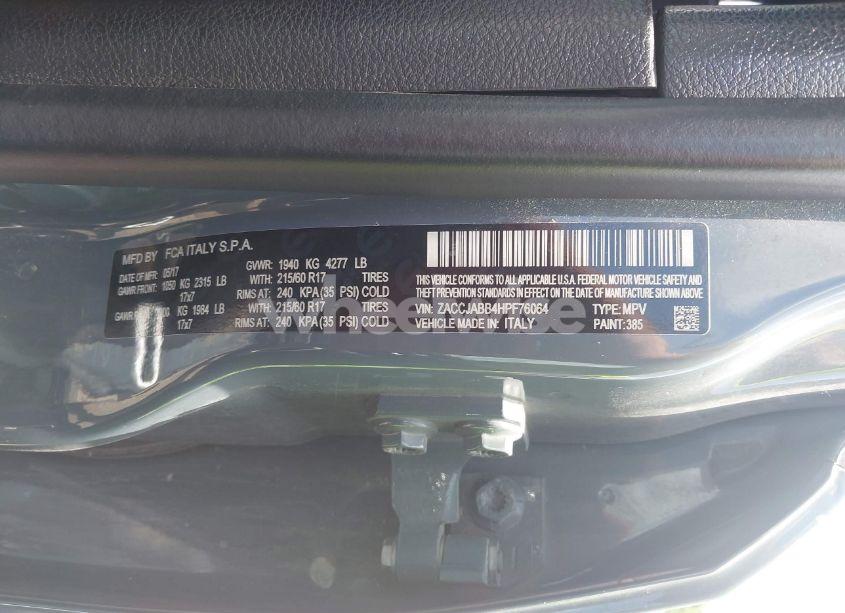 MFD BY FCA ITALY S.P.A.
DATE OF MFR: 05/17 GVWR: 1940 KG 4277 LB
GAWR FRONT: 1050 KG 2315 LB WITH: 215/60 R17 TIRES
17x7 RIMS AT: 240 KPA(35 PSI) COLD
GAWR KG 1984 LB WITH: 215/60 R17 TIRES
17x7 RIMS AT: 240 KPA(35 PSI) COLD
THIS VEHICLE CONFORMS TO ALL APPLICABLE U.S.A. FEDERAL MOTOR VEHICLE SAFETY AND
THEFT PREVENTION STANDARDS IN EFFECT ON THE DATE OF MANUFACTURE SHOWN ABOVE
VIN: ZACCJABB4HPF76064 TYPE: MPV
VEHICLE MADE IN: ITALY PAINT: 385
wheelwise